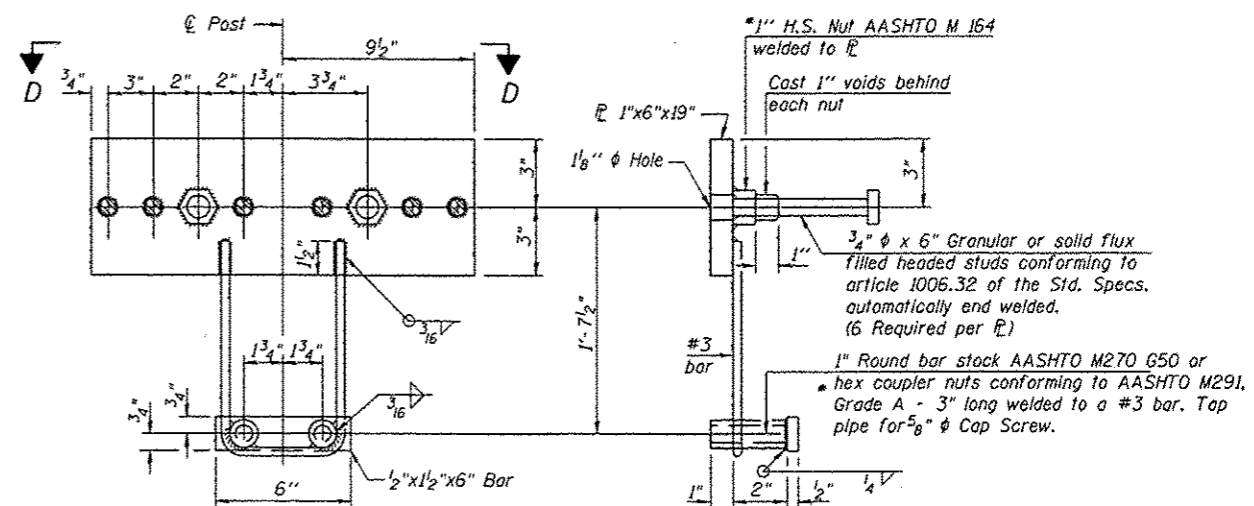 ℄ Post
9½"
D
D
¾"
3"
2"
2"
1¾"
3¾"
3"
3"
1½"
3/16
1'-7½"
1¾"
1¾"
¾"
¾"
3/16
½"x1½"x6" Bar
6"
*1" H.S. Nut AASHTO M 164
welded to ℙ
Cast 1" voids behind
each nut
ℙ 1"x6"x19"
1⅛" ϕ Hole
3"
1"
¾" ϕ x 6" Granular or solid flux
filled headed studs conforming to
article 1006.32 of the Std. Specs.
automatically end welded.
(6 Required per ℙ)
#3
bar
1" Round bar stock AASHTO M270 G50 or
* hex coupler nuts conforming to AASHTO M291,
Grade A - 3" long welded to a #3 bar. Tap
pipe for ⅝" ϕ Cap Screw.
1"
2"
½"
¼